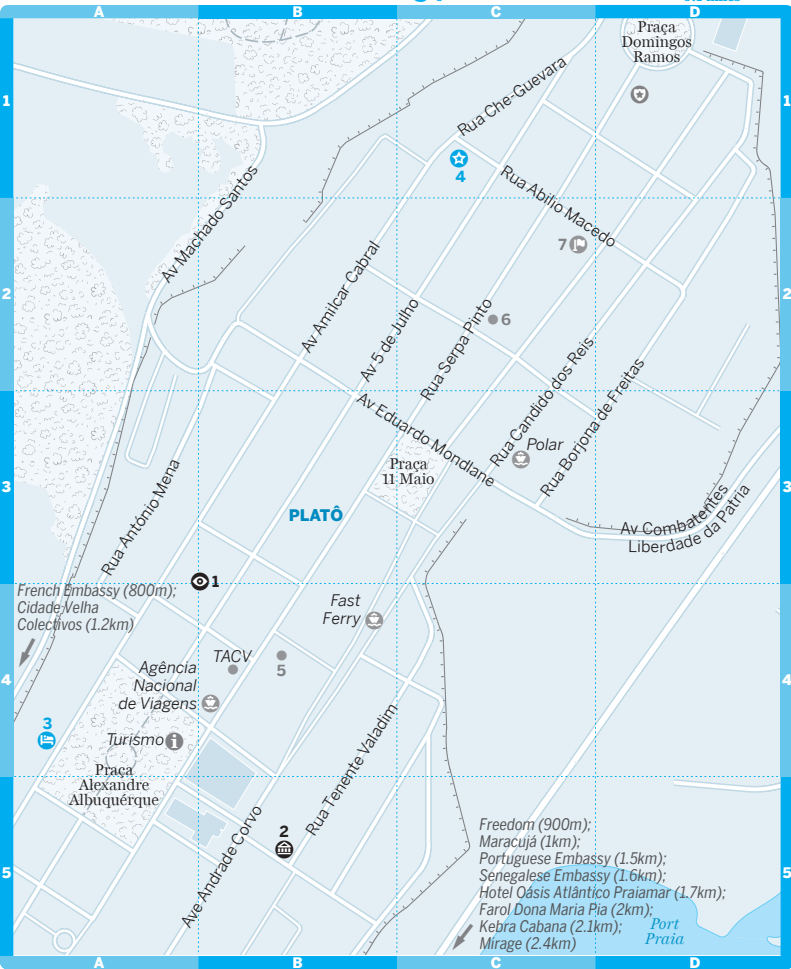 A
B
C
D
Praça
Domingos
Ramos
1
1
Rua Che-Guevara
4
Rua Abilio Macedo
Av Machado Santos
7
2
2
Av Amilcar Cabral
Av 5 de Julho
Rua Serpa Pinto
6
Rua Candido dos Reis
Rua Borjona de Freitas
Av Eduardo Mondlane
Polar
Praça
11 Maio
3
3
Rua António Mena
PLATÔ
Av Combatentes
Liberdade da Patria
1
French Embassy (800m);
Cidade Velha
Colectivos (1.2km)
Fast
Ferry
TACV
5
Agência
Nacional
de Viagens
4
4
3
Turismo
Praça
Alexandre
Albuquérque
Rua Tenente Valadim
Ave Andrade Corvo
2
5
5
Freedom (900m);
Maracujá (1km);
Portuguese Embassy (1.5km);
Senegalese Embassy (1.6km);
Hotel Oásis Atlântico Praiamar (1.7km);
Farol Dona Maria Pia (2km);
Kebra Cabana (2.1km);
Mirage (2.4km)
Port
Praia
A
B
C
D